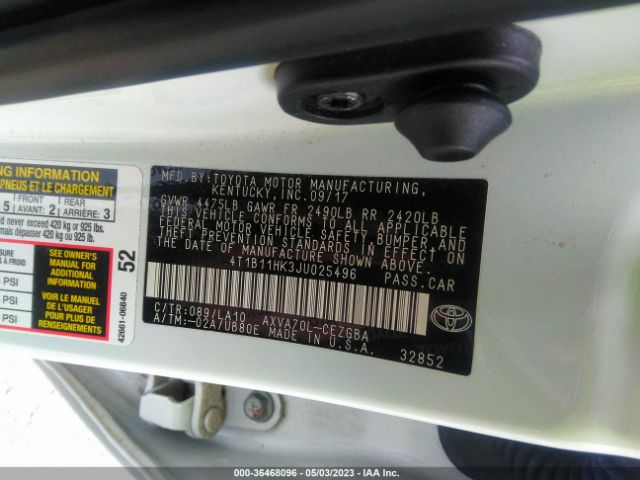 MFD.BY:TOYOTA MOTOR MANUFACTURING,
KENTUCKY, INC. 09/17
GVWR 4475LB GAWR FR 2490LB RR 2420LB
THIS VEHICLE CONFORMS TO ALL APPLICABLE
FEDERAL MOTOR VEHICLE SAFETY, BUMPER, AND
THEFT PREVENTION STANDARDS IN EFFECT ON
THE DATE OF MANUFACTURE SHOWN ABOVE.
4T1B11HK3JU025496 PASS.CAR
C/TR:089/LA10 AXVA70L-CEZGBA
A/TM:-02A/UB80E MADE IN U.S.A.
32852
TOYOTA
ING INFORMATION
PNEUS ET LE CHARGEMENT
5 FRONT 2 REAR 3
AVANT: ARRIÈRE:
d never exceed 420 kg or 925 lbs.
mais dépasser 420 kg ou 925 lb.
SEE OWNER'S
MANUAL FOR
ADDITIONAL
INFORMATION
VOIR LE MANUEL
DE L'USAGER
POUR PLUS DE
RENSEIGNEMENTS
PSI
PSI
PSI
52
42661-06B40
000-36468096 - 05/03/2023 - IAA Inc.